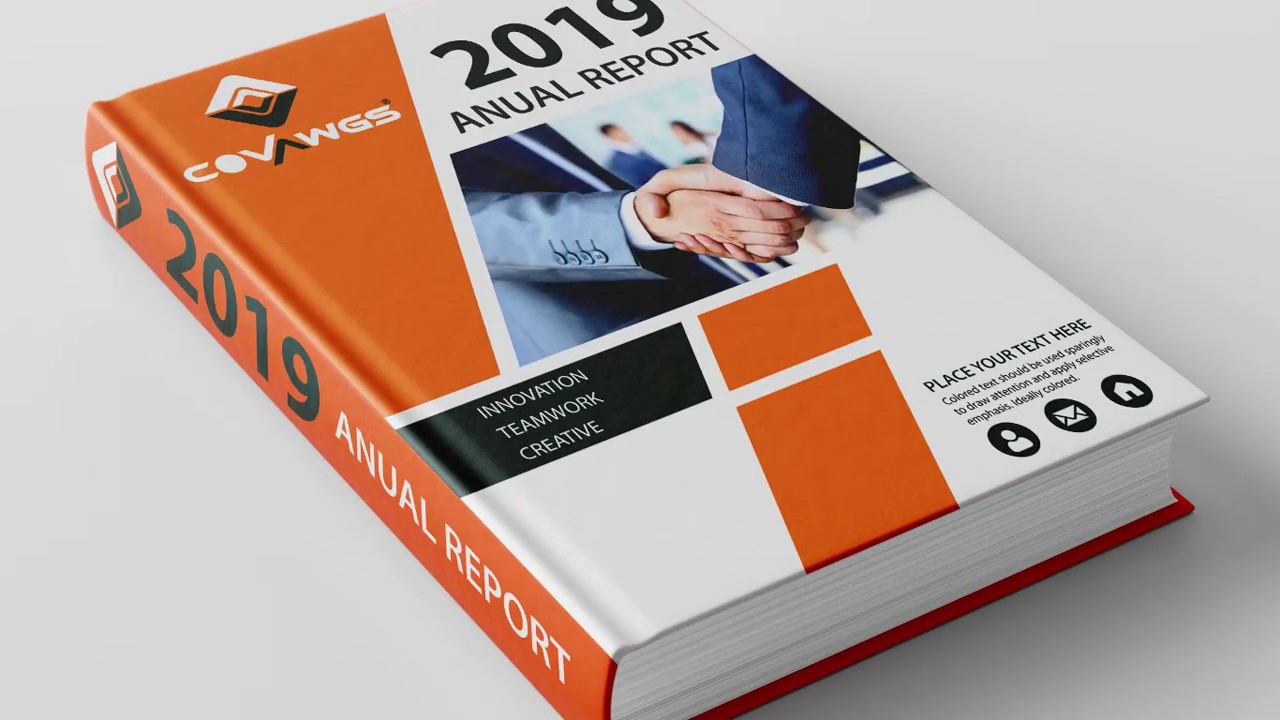 2019
ANUAL REPORT
COVAWGS®
INNOVATION
TEAMWORK
CREATIVE
PLACE YOUR TEXT HERE
Colored text should be used sparingly
to draw attention and apply selective
emphasis. Ideally colored.
2019 ANUAL REPORT